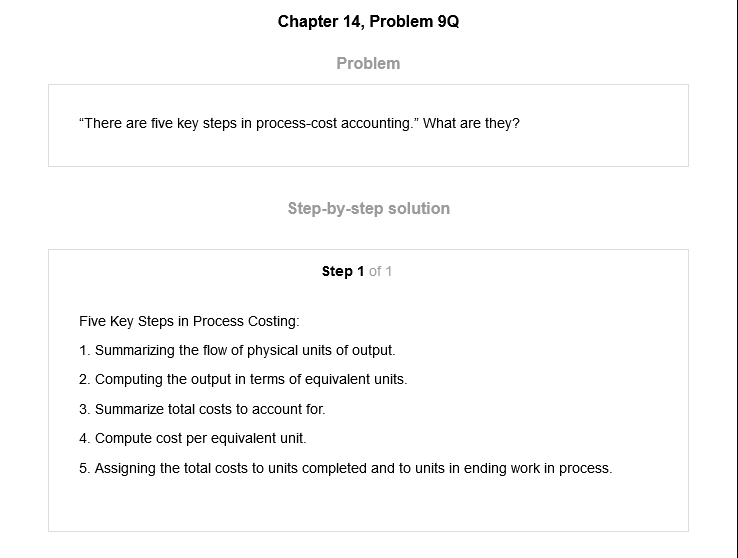 Chapter 14, Problem 9Q
Problem
“There are five key steps in process-cost accounting.” What are they?
Step-by-step solution
Step 1 of 1
Five Key Steps in Process Costing:
1. Summarizing the flow of physical units of output.
2. Computing the output in terms of equivalent units.
3. Summarize total costs to account for.
4. Compute cost per equivalent unit.
5. Assigning the total costs to units completed and to units in ending work in process.